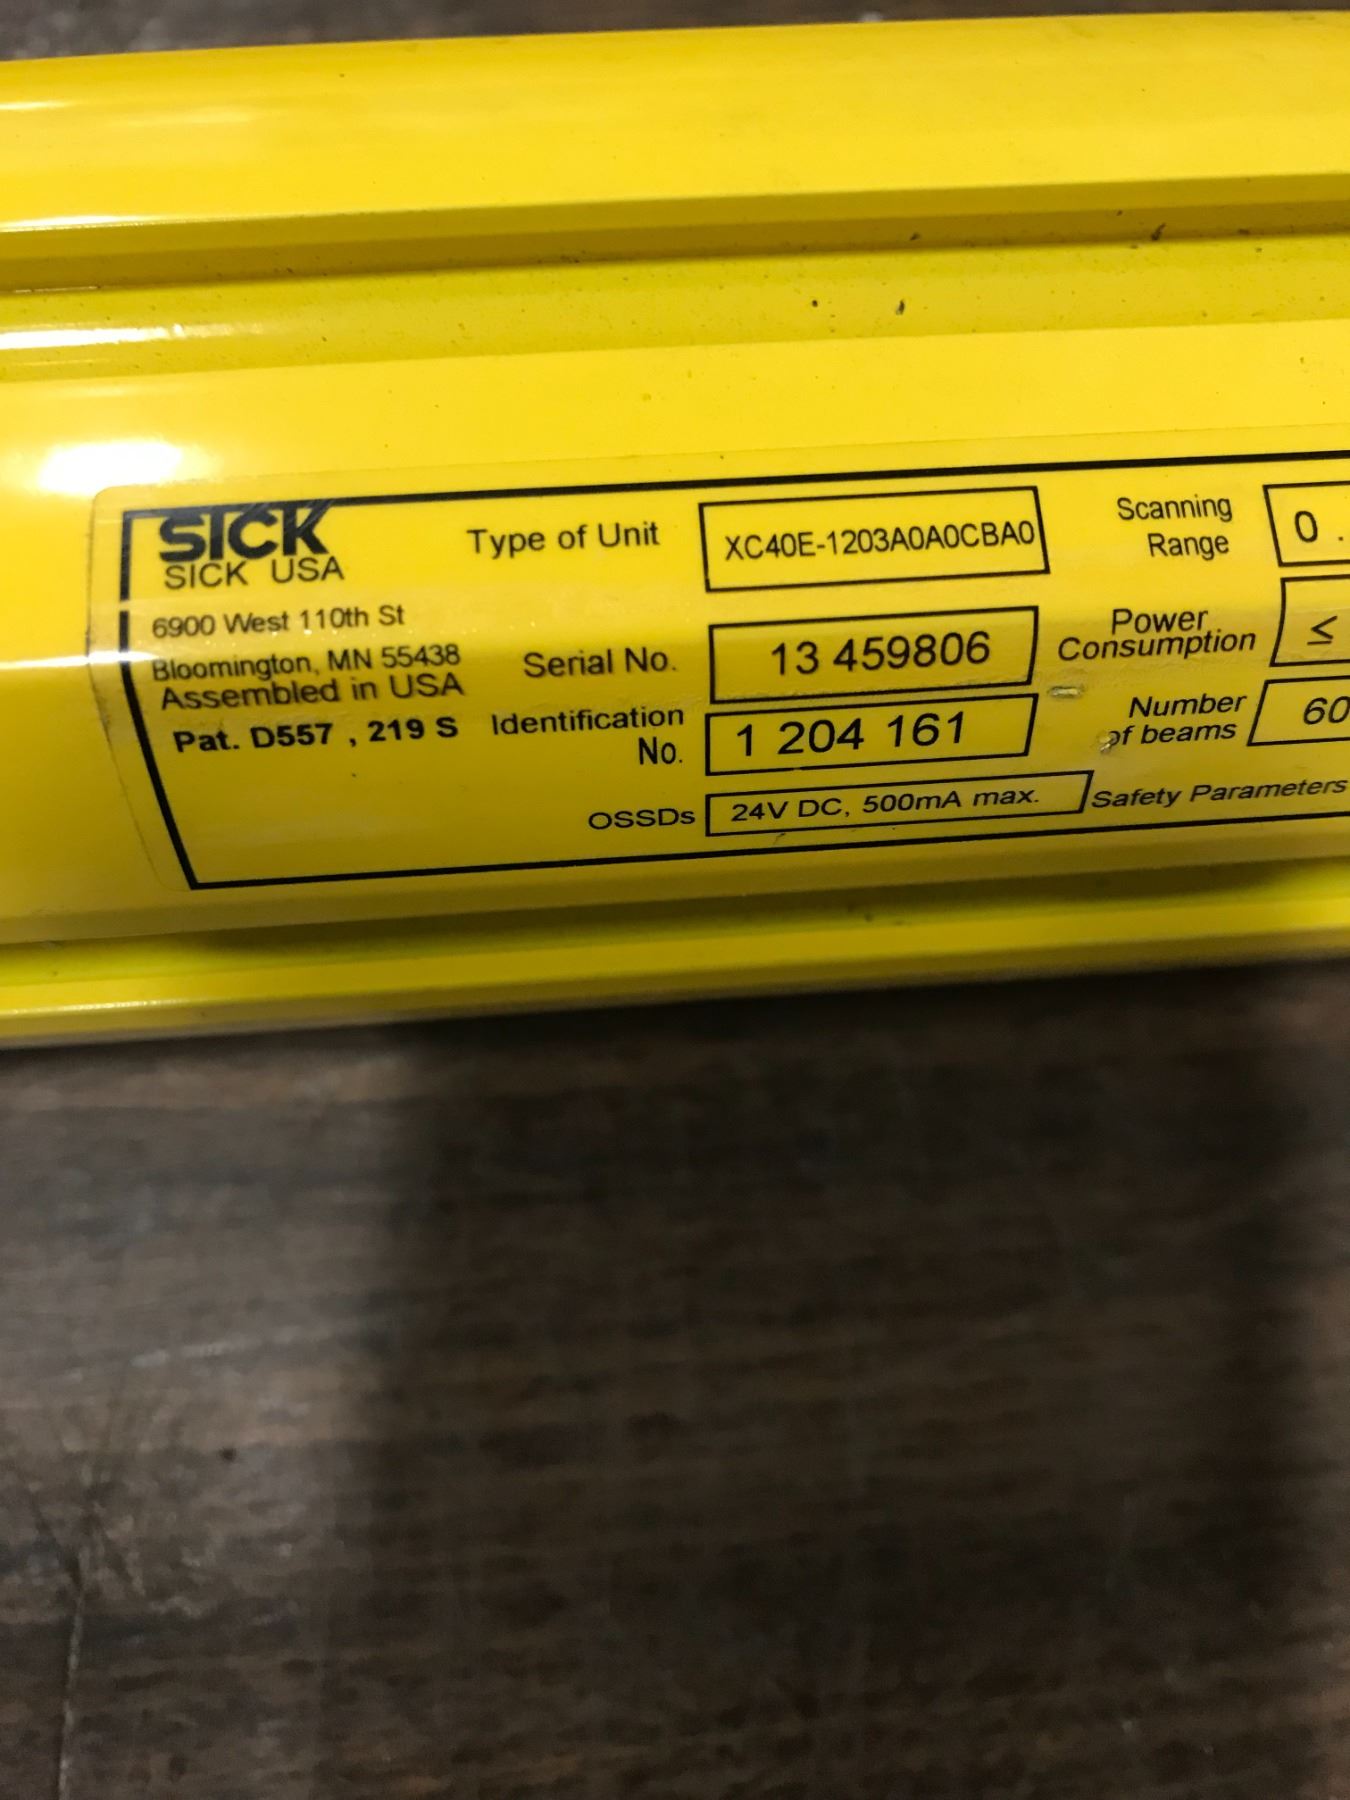 SICK
SICK USA
6900 West 110th St
Bloomington, MN 55438
Assembled in USA
Pat. D557 , 219 S
Type of Unit
XC40E-1203A0A0CBA0
Serial No.
13 459806
Identification
No.
1 204 161
OSSDs
24V DC, 500mA max.
Scanning
Range
0 .
Power
Consumption
≤
Number
of beams
60
Safety Parameters